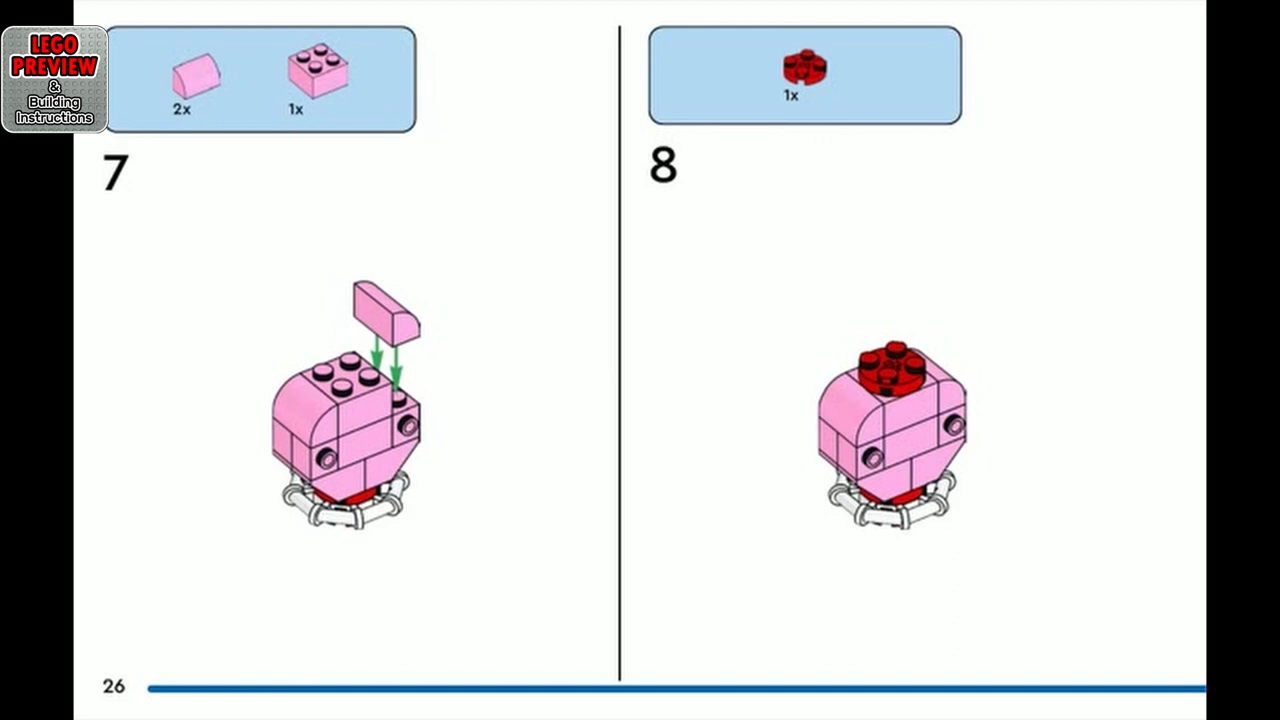 LEGO
PREVIEW
&
Building
Instructions
2x
1x
7
1x
8
26